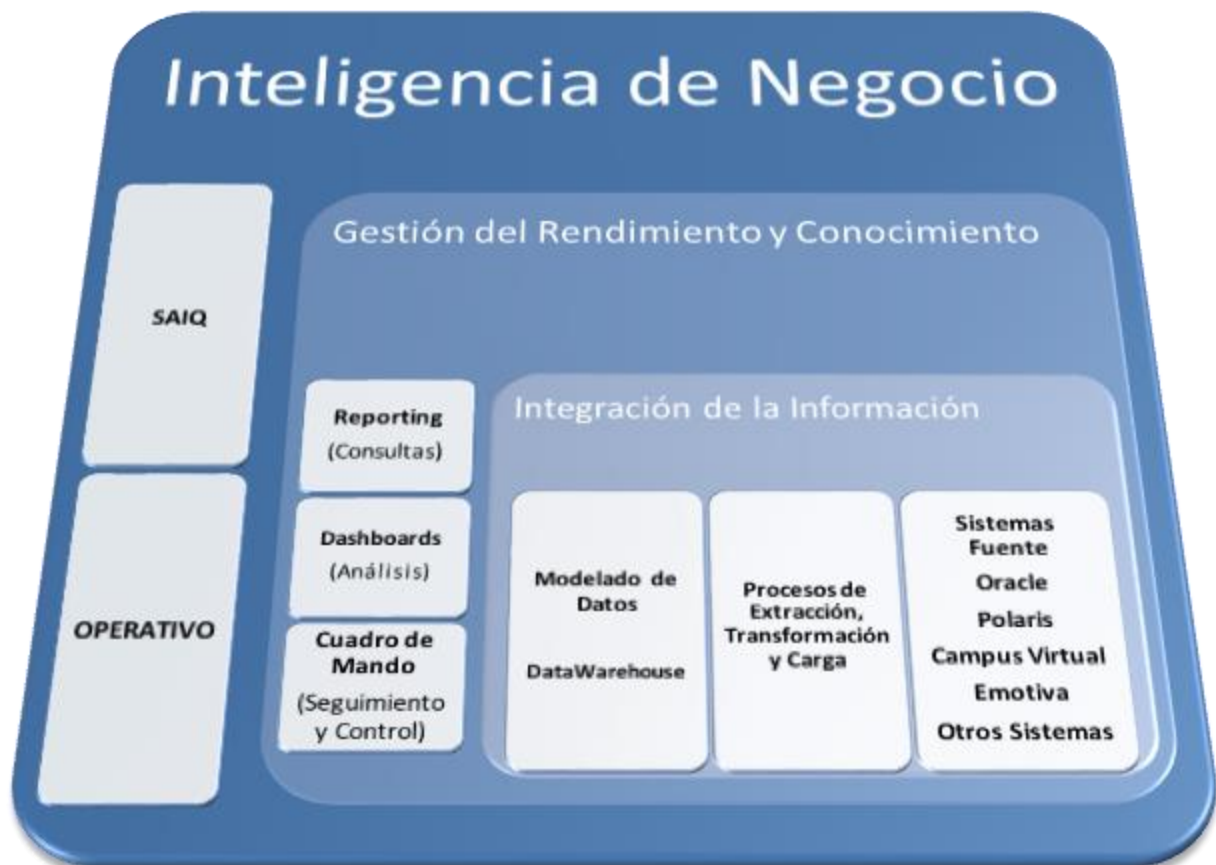 Inteligencia de Negocio
SAIQ
OPERATIVO
Gestión del Rendimiento y Conocimiento
Reporting
(Consultas)
Dashboards
(Análisis)
Cuadro de
Mando
(Seguimiento
y Control)
Integración de la Información
Modelado de
Datos
DataWarehouse
Procesos de
Extracción,
Transformación
y Carga
Sistemas
Fuente
Oracle
Polaris
Campus Virtual
Emotiva
Otros Sistemas